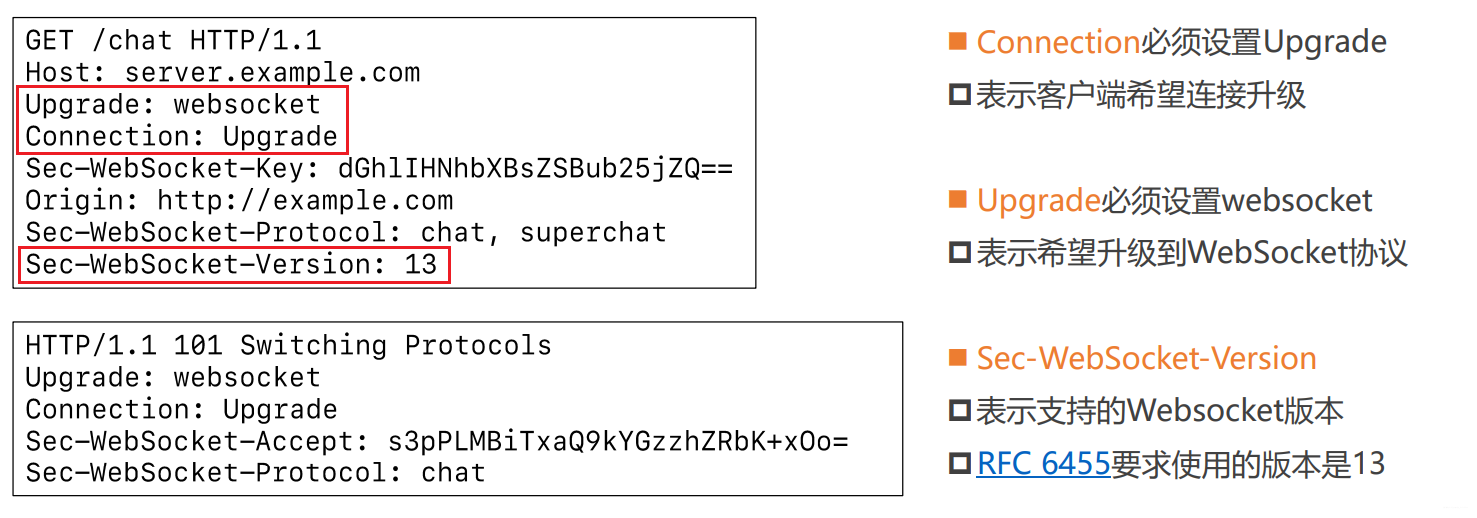 GET /chat HTTP/1.1
Host: server.example.com
Upgrade: websocket
Connection: Upgrade
Sec-WebSocket-Key: dGhlIHNhbXBsZSBub25jZQ==
Origin: http://example.com
Sec-WebSocket-Protocol: chat, superchat
Sec-WebSocket-Version: 13
HTTP/1.1 101 Switching Protocols
Upgrade: websocket
Connection: Upgrade
Sec-WebSocket-Accept: s3pPLMBiTxaQ9kYGzzhZRbK+xOo=
Sec-WebSocket-Protocol: chat
Connection必须设置Upgrade
表示客户端希望连接升级
Upgrade必须设置websocket
表示希望升级到WebSocket协议
Sec-WebSocket-Version
表示支持的Websocket版本
RFC 6455要求使用的版本是13